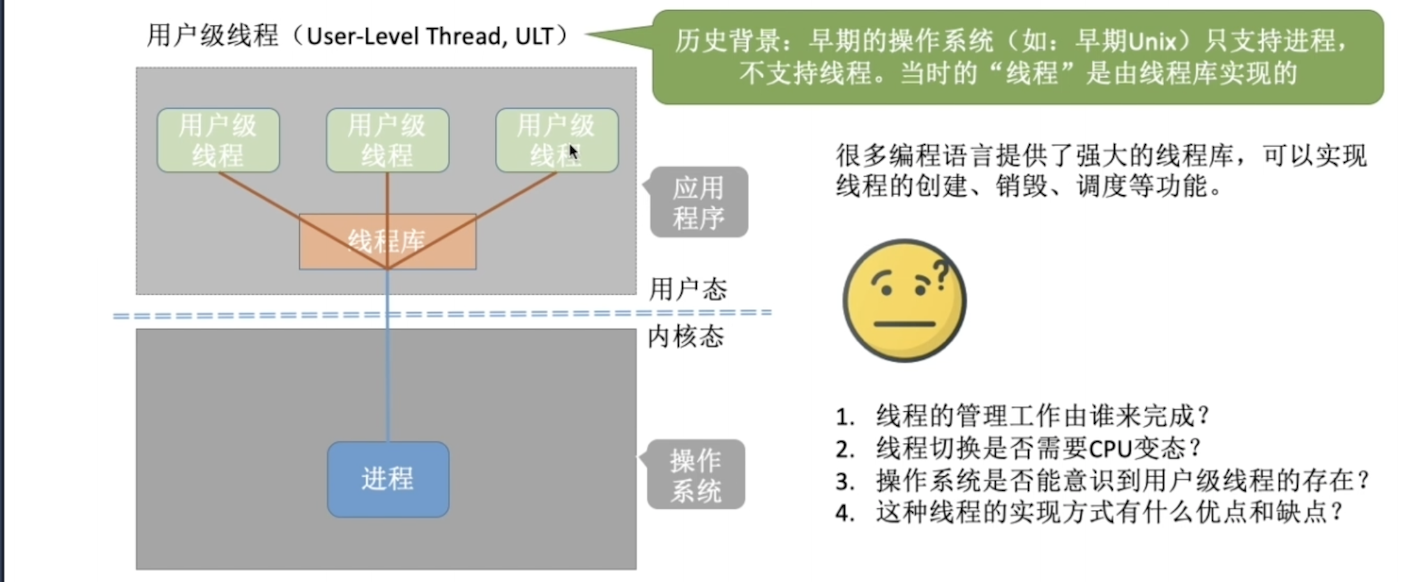 用户级线程（User-Level Thread, ULT）
历史背景：早期的操作系统（如：早期Unix）只支持进程，
不支持线程。当时的“线程”是由线程库实现的
用户级
线程
用户级
线程
用户级
线程
线程库
应用
程序
用户态
内核态
进程
操作
系统
很多编程语言提供了强大的线程库，可以实现
线程的创建、销毁、调度等功能。
?
1. 线程的管理工作由谁来完成？
2. 线程切换是否需要CPU变态？
3. 操作系统是否能意识到用户级线程的存在？
4. 这种线程的实现方式有什么优点和缺点？